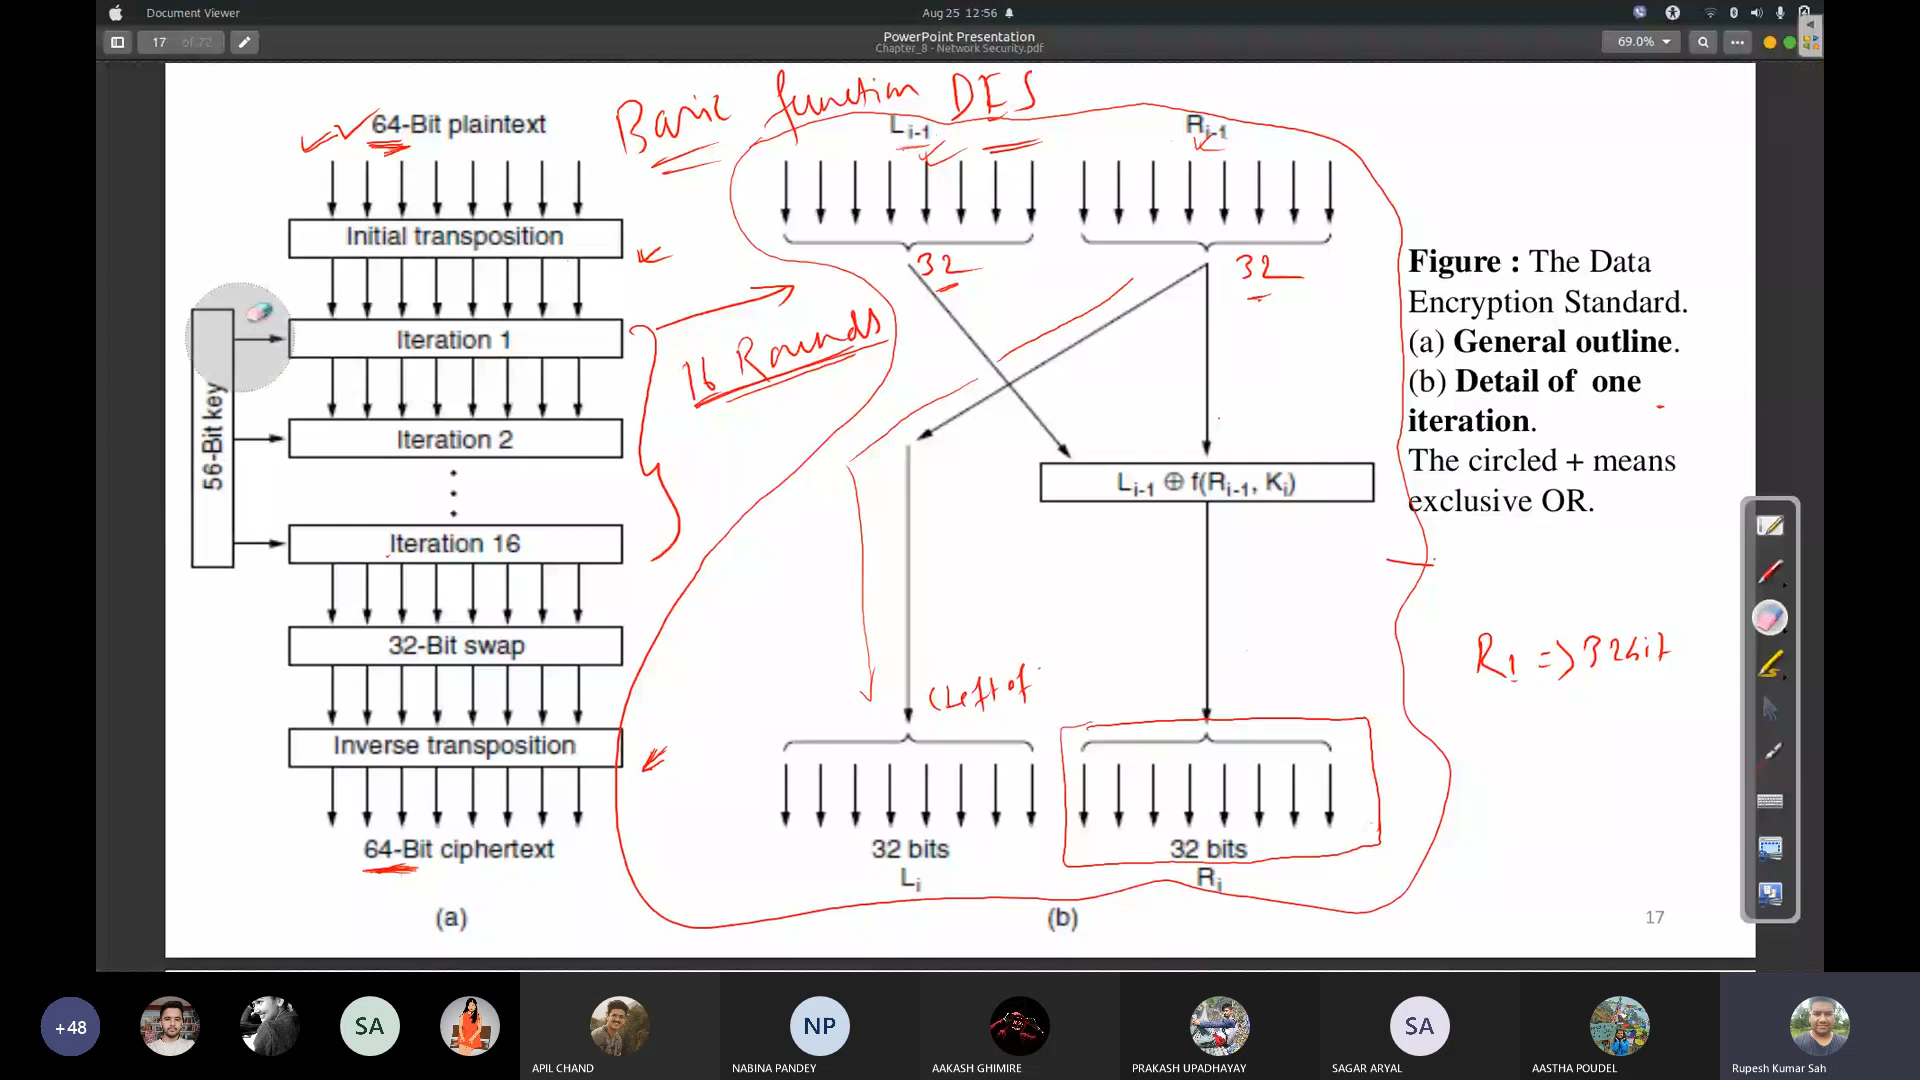 Document Viewer
Aug 25 12:56
17 of 72
PowerPoint Presentation
Chapter_8 - Network Security.pdf
69.0%
Basic function DES
64-Bit plaintext
Initial transposition
Iteration 1
Iteration 2
Iteration 16
56-Bit key
32-Bit swap
Inverse transposition
64-Bit ciphertext
(a)
16 Rounds
Li-1
Ri-1
32
32
Li-1 ⊕ f(Ri-1, Ki)
(Left of
32 bits
Li
32 bits
Ri
(b)
Figure : The Data
Encryption Standard.
(a) General outline.
(b) Detail of one
iteration.
The circled + means
exclusive OR.
R1 => 32bit
17
+48
SA
APIL CHAND
NP
NABINA PANDEY
AAKASH GHIMIRE
PRAKASH UPADHAYAY
SA
SAGAR ARYAL
AASTHA POUDEL
Rupesh Kumar Sah